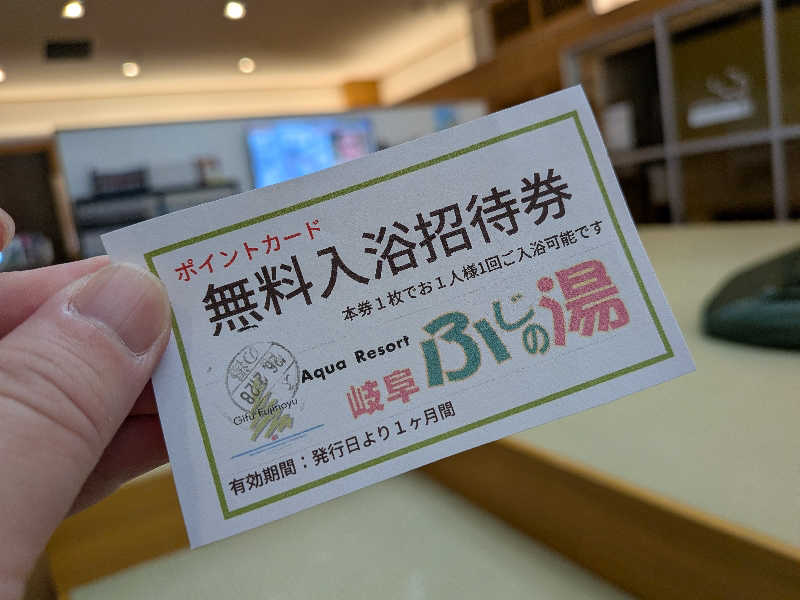 ポイントカード
無料入浴招待券
本券1枚でお1人様1回ご入浴可能です
Aqua Resort
岐阜 ふじの湯
Gifu Fujinoyu
有効期間：発行日より1ヶ月間